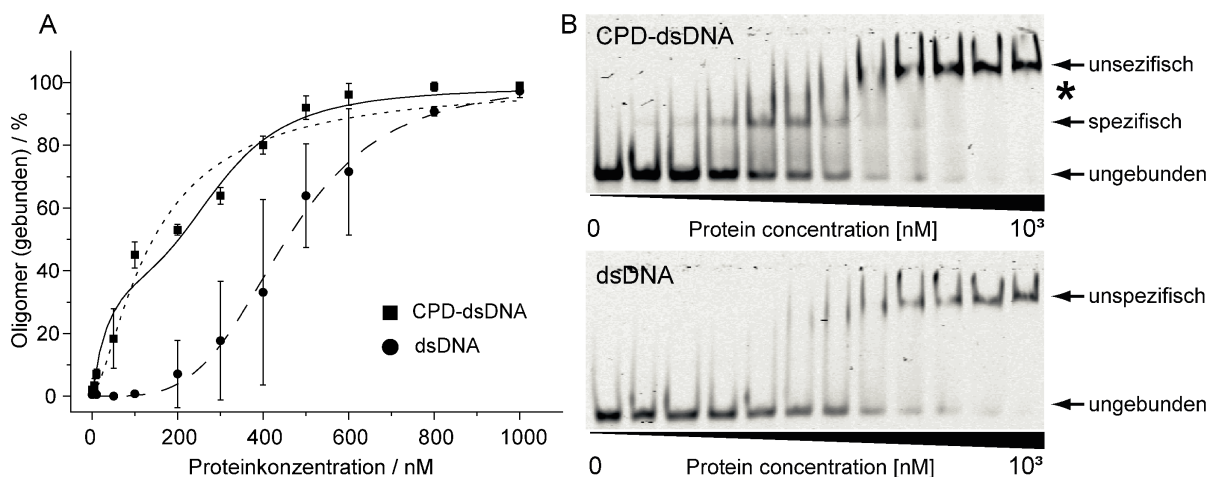 A
Oligomer (gebunden) / %
100
80
60
40
20
0
CPD-dsDNA
dsDNA
0 200 400 600 800 1000
Proteinkonzentration / nM
B
CPD-dsDNA
unsezifisch
*
spezifisch
ungebunden
0 Protein concentration [nM] 10³
dsDNA
unspezifisch
ungebunden
0 Protein concentration [nM] 10³